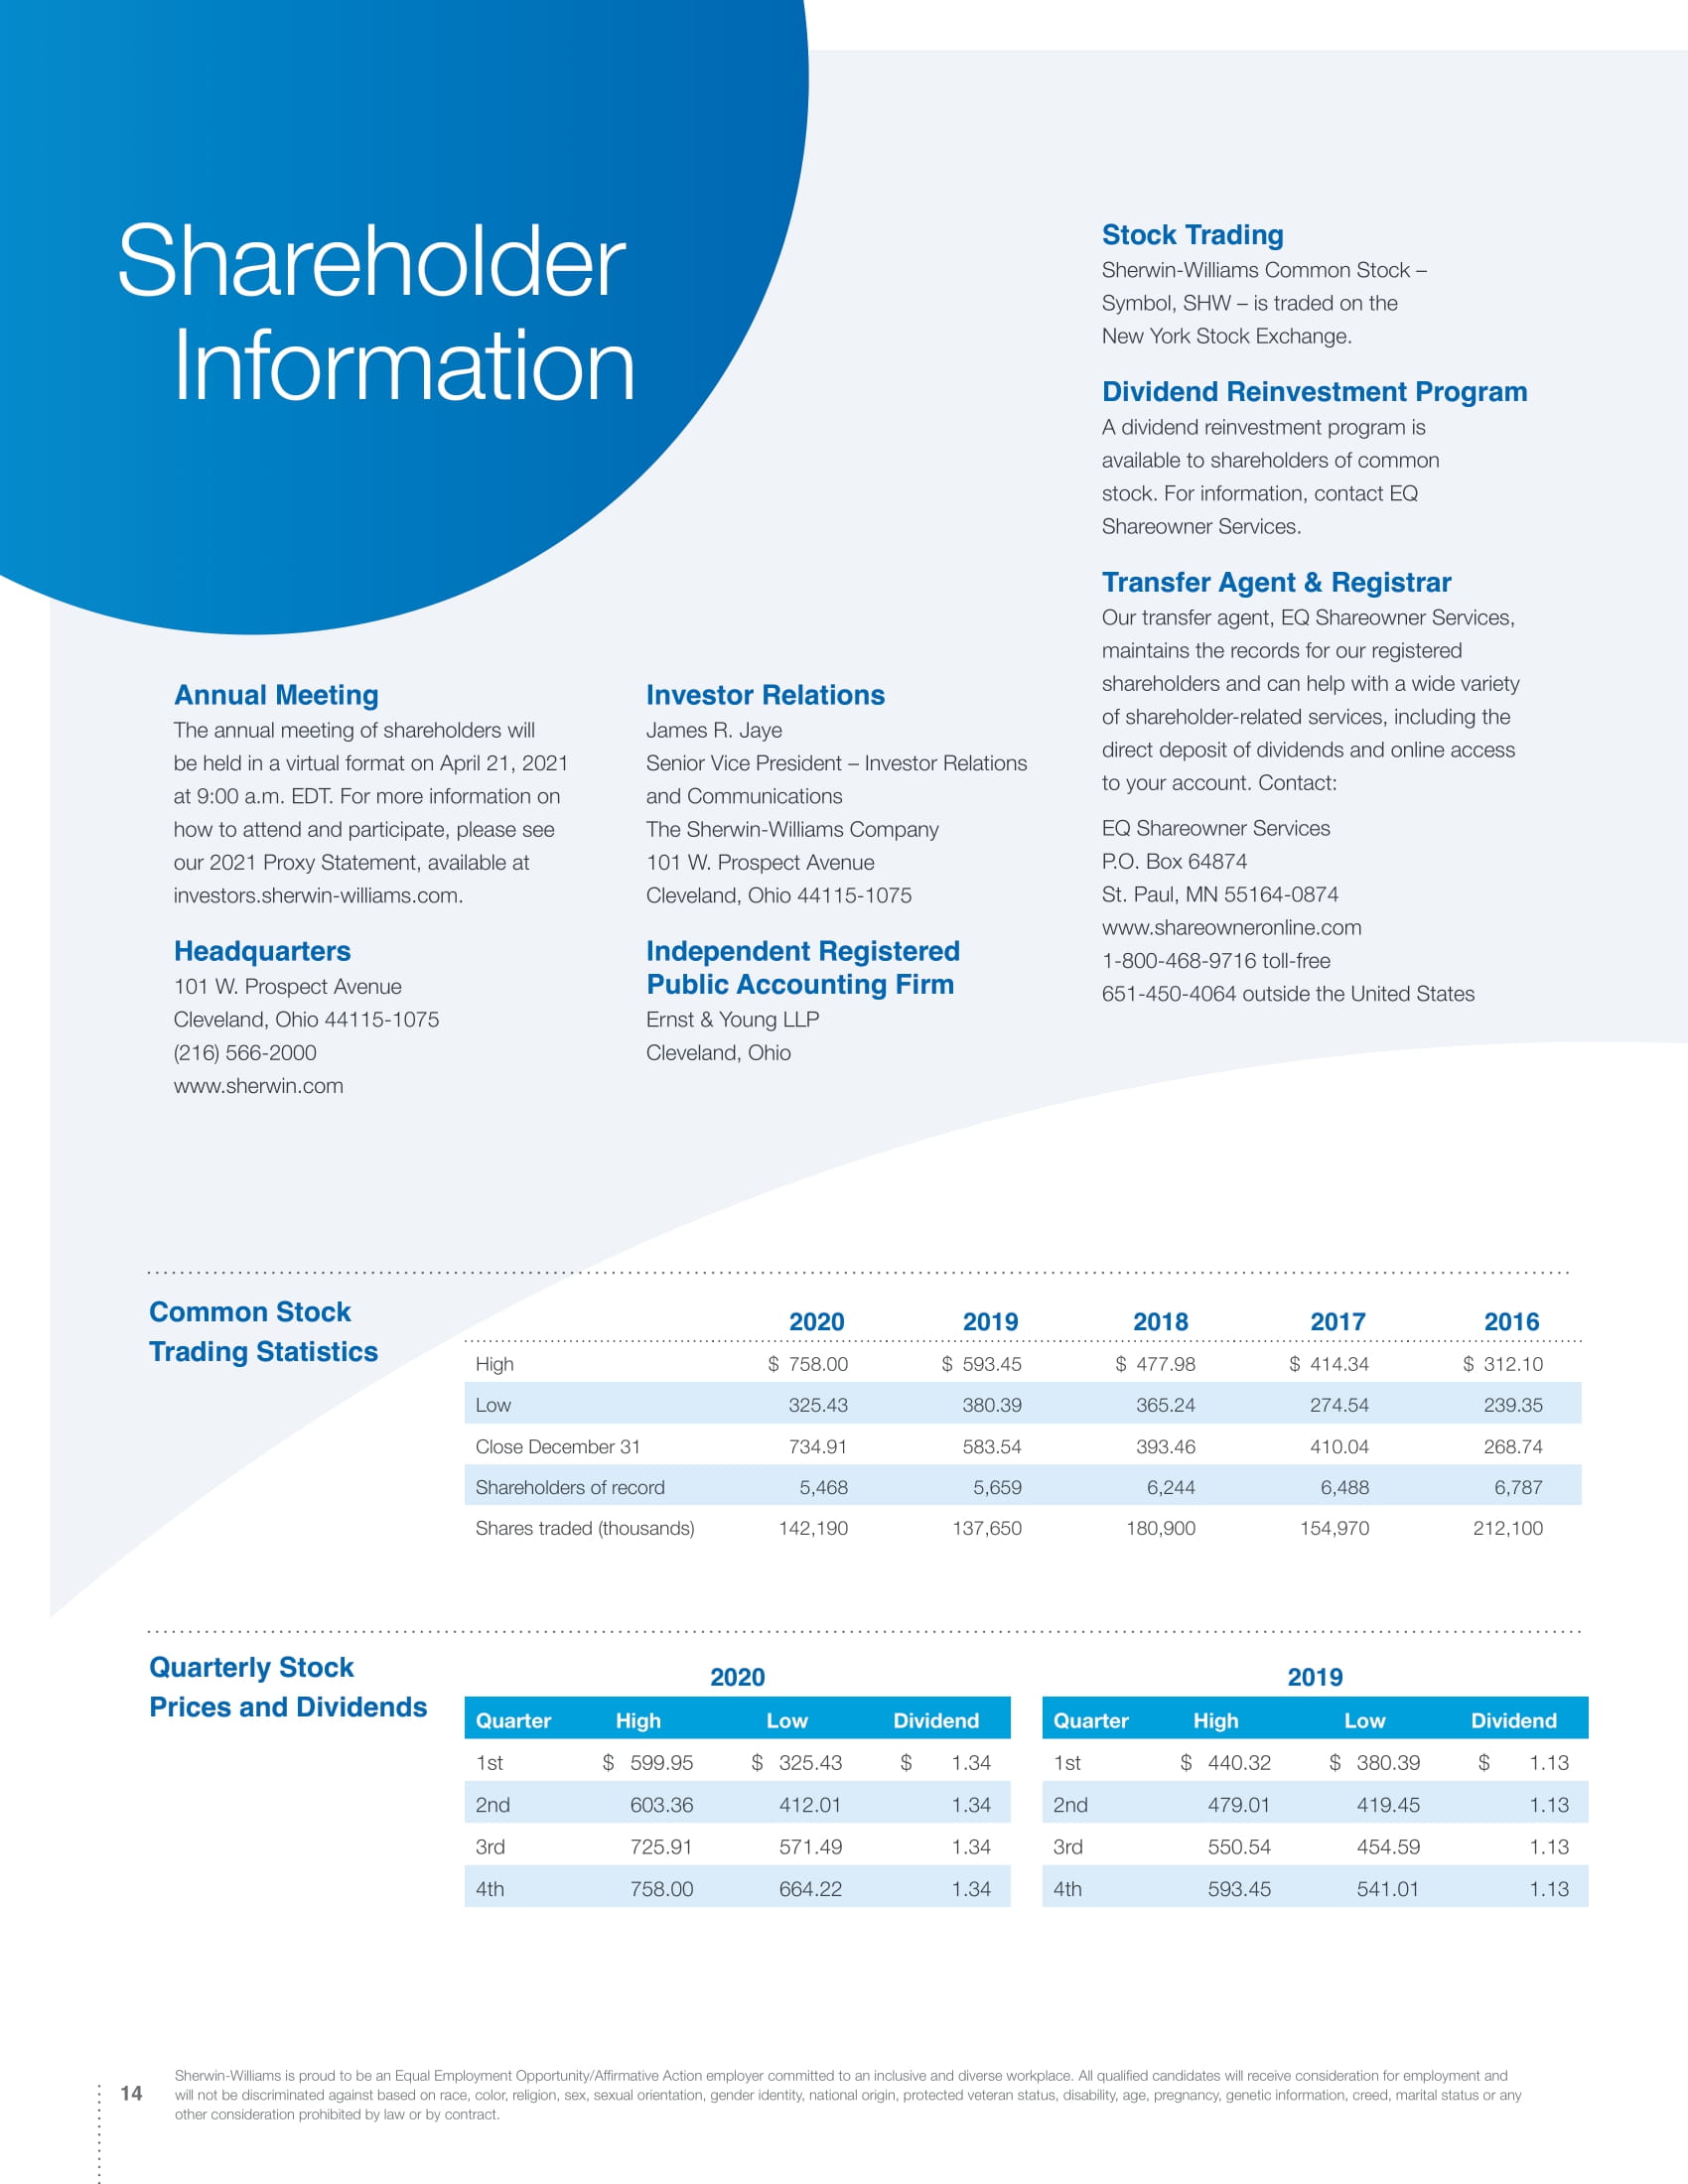 Shareholder
Information
Annual Meeting
The annual meeting of shareholders will
be held in a virtual format on April 21, 2021
at 9:00 a.m. EDT. For more information on
how to attend and participate, please see
our 2021 Proxy Statement, available at
investors.sherwin-williams.com.
Headquarters
101 W. Prospect Avenue
Cleveland, Ohio 44115-1075
(216) 566-2000
www.sherwin.com
Investor Relations
James R. Jaye
Senior Vice President – Investor Relations
and Communications
The Sherwin-Williams Company
101 W. Prospect Avenue
Cleveland, Ohio 44115-1075
Independent Registered
Public Accounting Firm
Ernst & Young LLP
Cleveland, Ohio
Stock Trading
Sherwin-Williams Common Stock –
Symbol, SHW – is traded on the
New York Stock Exchange.
Dividend Reinvestment Program
A dividend reinvestment program is
available to shareholders of common
stock. For information, contact EQ
Shareowner Services.
Transfer Agent & Registrar
Our transfer agent, EQ Shareowner Services,
maintains the records for our registered
shareholders and can help with a wide variety
of shareholder-related services, including the
direct deposit of dividends and online access
to your account. Contact:
EQ Shareowner Services
P.O. Box 64874
St. Paul, MN 55164-0874
www.shareowneronline.com
1-800-468-9716 toll-free
651-450-4064 outside the United States
Common Stock
Trading Statistics
2020 2019 2018 2017 2016
High $ 758.00 $ 593.45 $ 477.98 $ 414.34 $ 312.10
Low 325.43 380.39 365.24 274.54 239.35
Close December 31 734.91 583.54 393.46 410.04 268.74
Shareholders of record 5,468 5,659 6,244 6,488 6,787
Shares traded (thousands) 142,190 137,650 180,900 154,970 212,100
Quarterly Stock
Prices and Dividends
2020 2019
Quarter High Low Dividend Quarter High Low Dividend
1st $ 599.95 $ 325.43 $ 1.34 1st $ 440.32 $ 380.39 $ 1.13
2nd 603.36 412.01 1.34 2nd 479.01 419.45 1.13
3rd 725.91 571.49 1.34 3rd 550.54 454.59 1.13
4th 758.00 664.22 1.34 4th 593.45 541.01 1.13
Sherwin-Williams is proud to be an Equal Employment Opportunity/Affirmative Action employer committed to an inclusive and diverse workplace. All qualified candidates will receive consideration for employment and
14 will not be discriminated against based on race, color, religion, sex, sexual orientation, gender identity, national origin, protected veteran status, disability, age, pregnancy, genetic information, creed, marital status or any
other consideration prohibited by law or by contract.